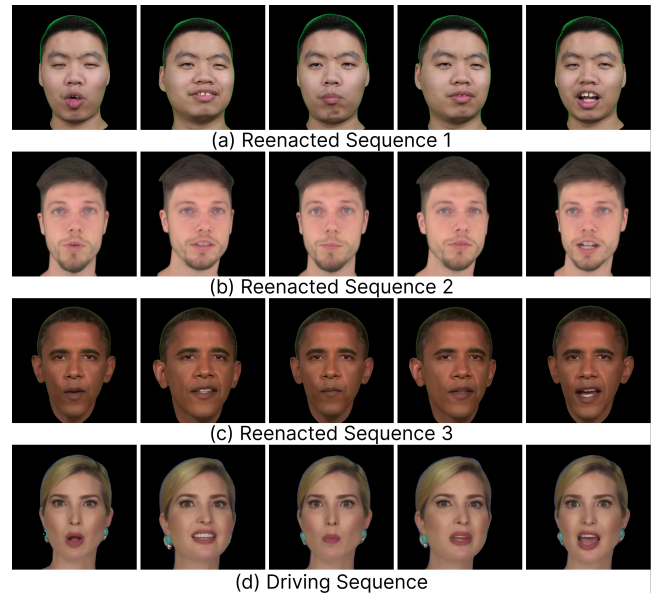 (a) Reenacted Sequence 1
(b) Reenacted Sequence 2
(c) Reenacted Sequence 3
(d) Driving Sequence